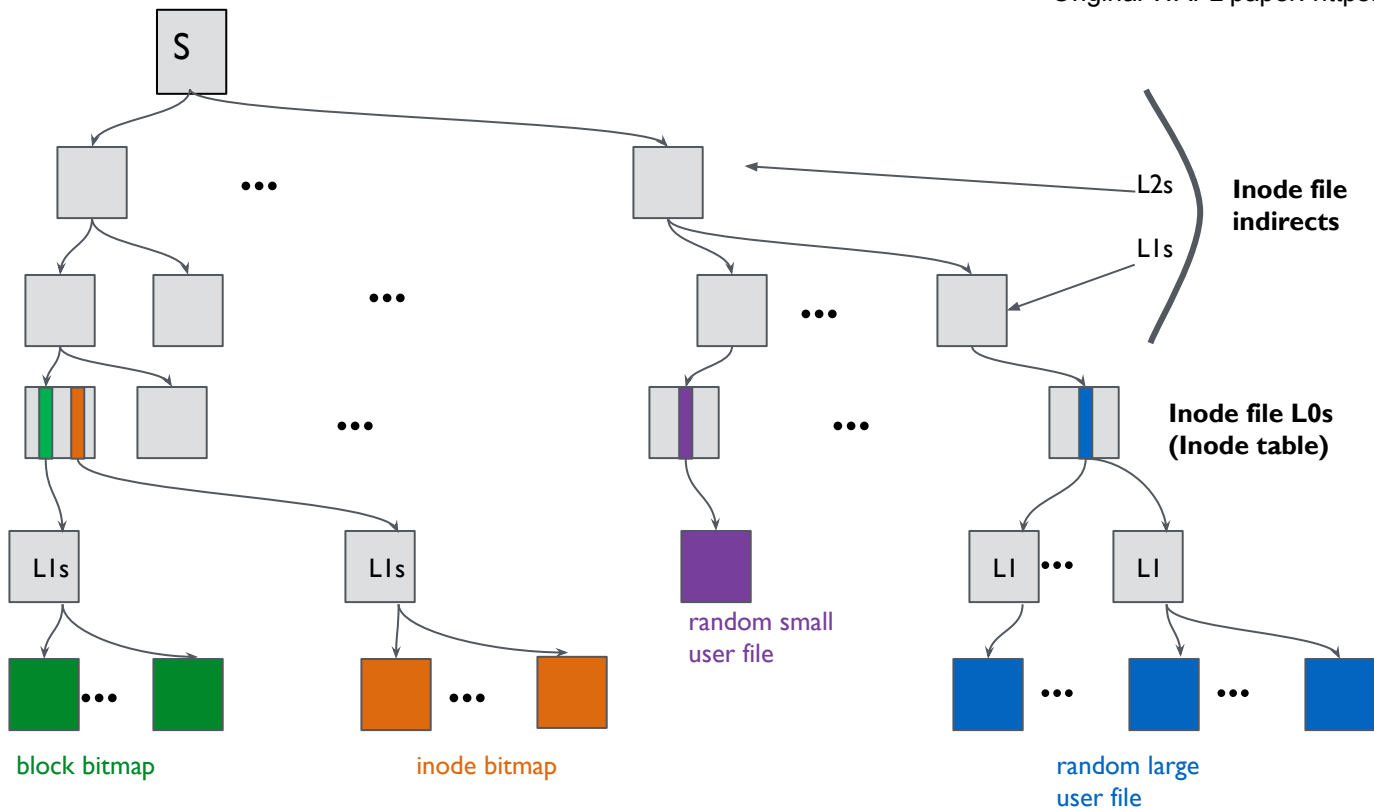 S
L2s
Inode file
indirects
L1s
Inode file L0s
(Inode table)
L1s
L1s
L1
L1
random small
user file
block bitmap
inode bitmap
random large
user file